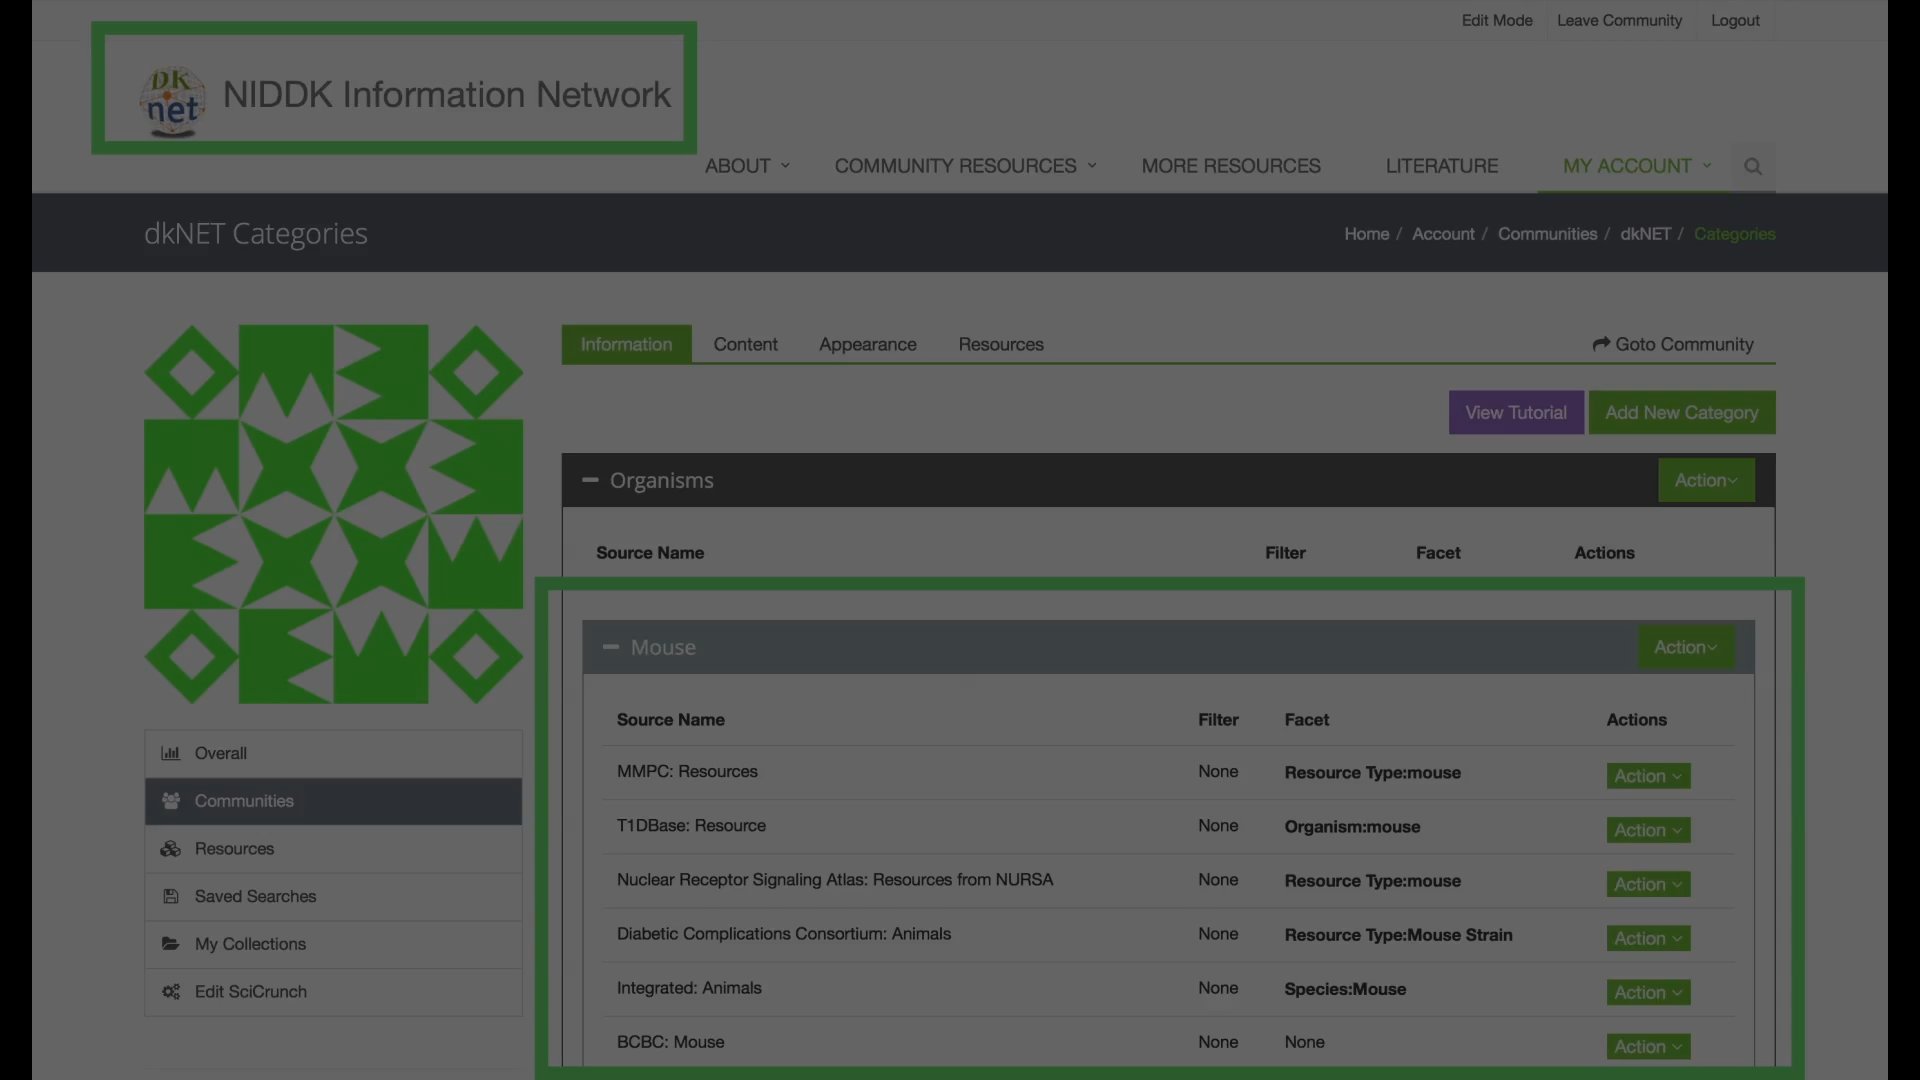 Edit Mode Leave Community Logout
DK
net
NIDDK Information Network
ABOUT COMMUNITY RESOURCES MORE RESOURCES LITERATURE MY ACCOUNT
dkNET Categories
Home / Account / Communities / dkNET / Categories
Information Content Appearance Resources Goto Community
View Tutorial Add New Category
Organisms Action
Source Name Filter Facet Actions
Mouse Action
Source Name Filter Facet Actions
MMPC: Resources None Resource Type:mouse Action
T1DBase: Resource None Organism:mouse Action
Nuclear Receptor Signaling Atlas: Resources from NURSA None Resource Type:mouse Action
Diabetic Complications Consortium: Animals None Resource Type:Mouse Strain Action
Integrated: Animals None Species:Mouse Action
BCBC: Mouse None None Action
Overall
Communities
Resources
Saved Searches
My Collections
Edit SciCrunch